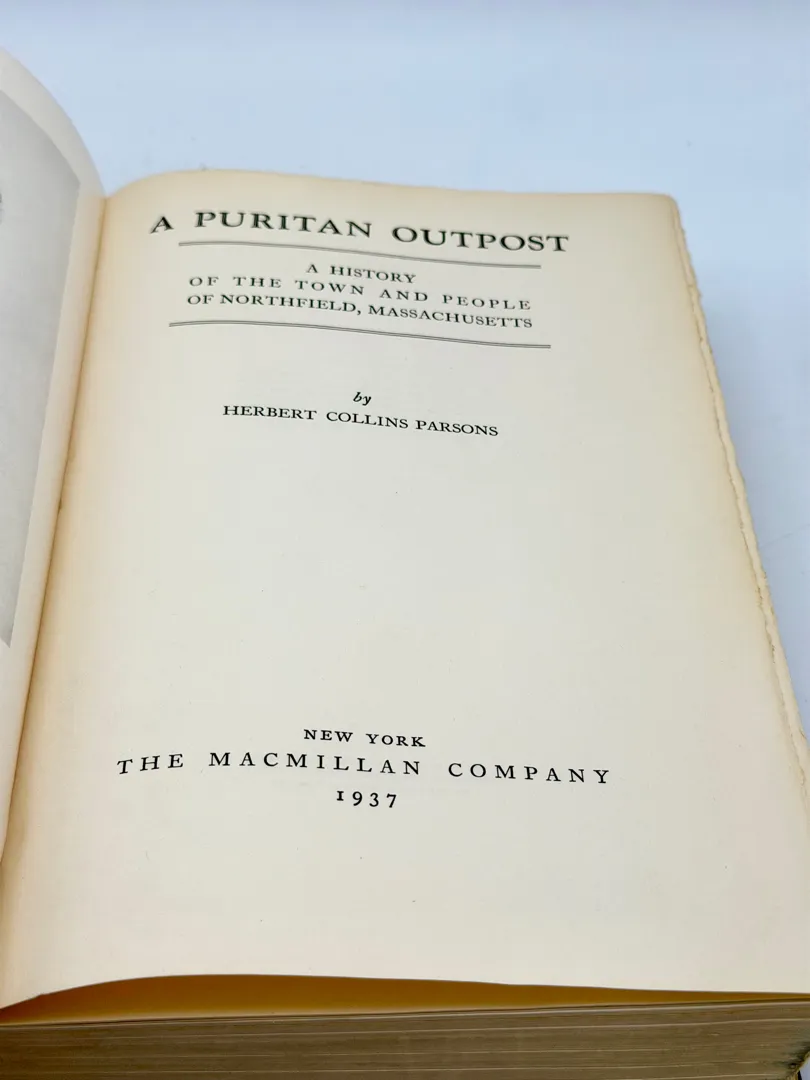 A PURITAN OUTPOST
A HISTORY
OF THE TOWN AND PEOPLE
OF NORTHFIELD, MASSACHUSETTS
by
HERBERT COLLINS PARSONS
NEW YORK
THE MACMILLAN COMPANY
1937